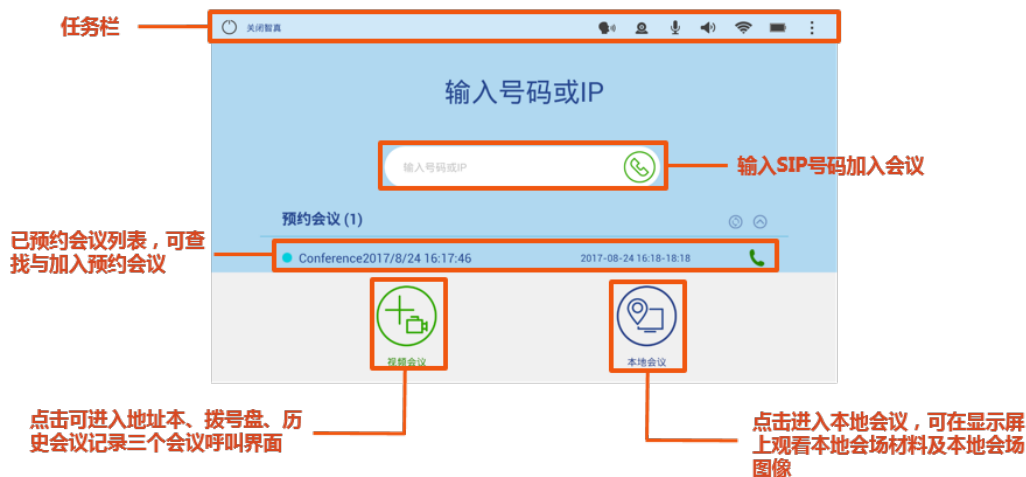 任务栏
关闭智真
输入号码或IP
输入号码或IP
输入SIP号码加入会议
预约会议 (1)
已预约会议列表，可查
找与加入预约会议
Conference2017/8/24 16:17:46
2017-08-24 16:18-18:18
视频会议
本地会议
点击可进入地址本、拨号盘、历
史会议记录三个会议呼叫界面
点击进入本地会议，可在显示屏
上观看本地会场材料及本地会场
图像